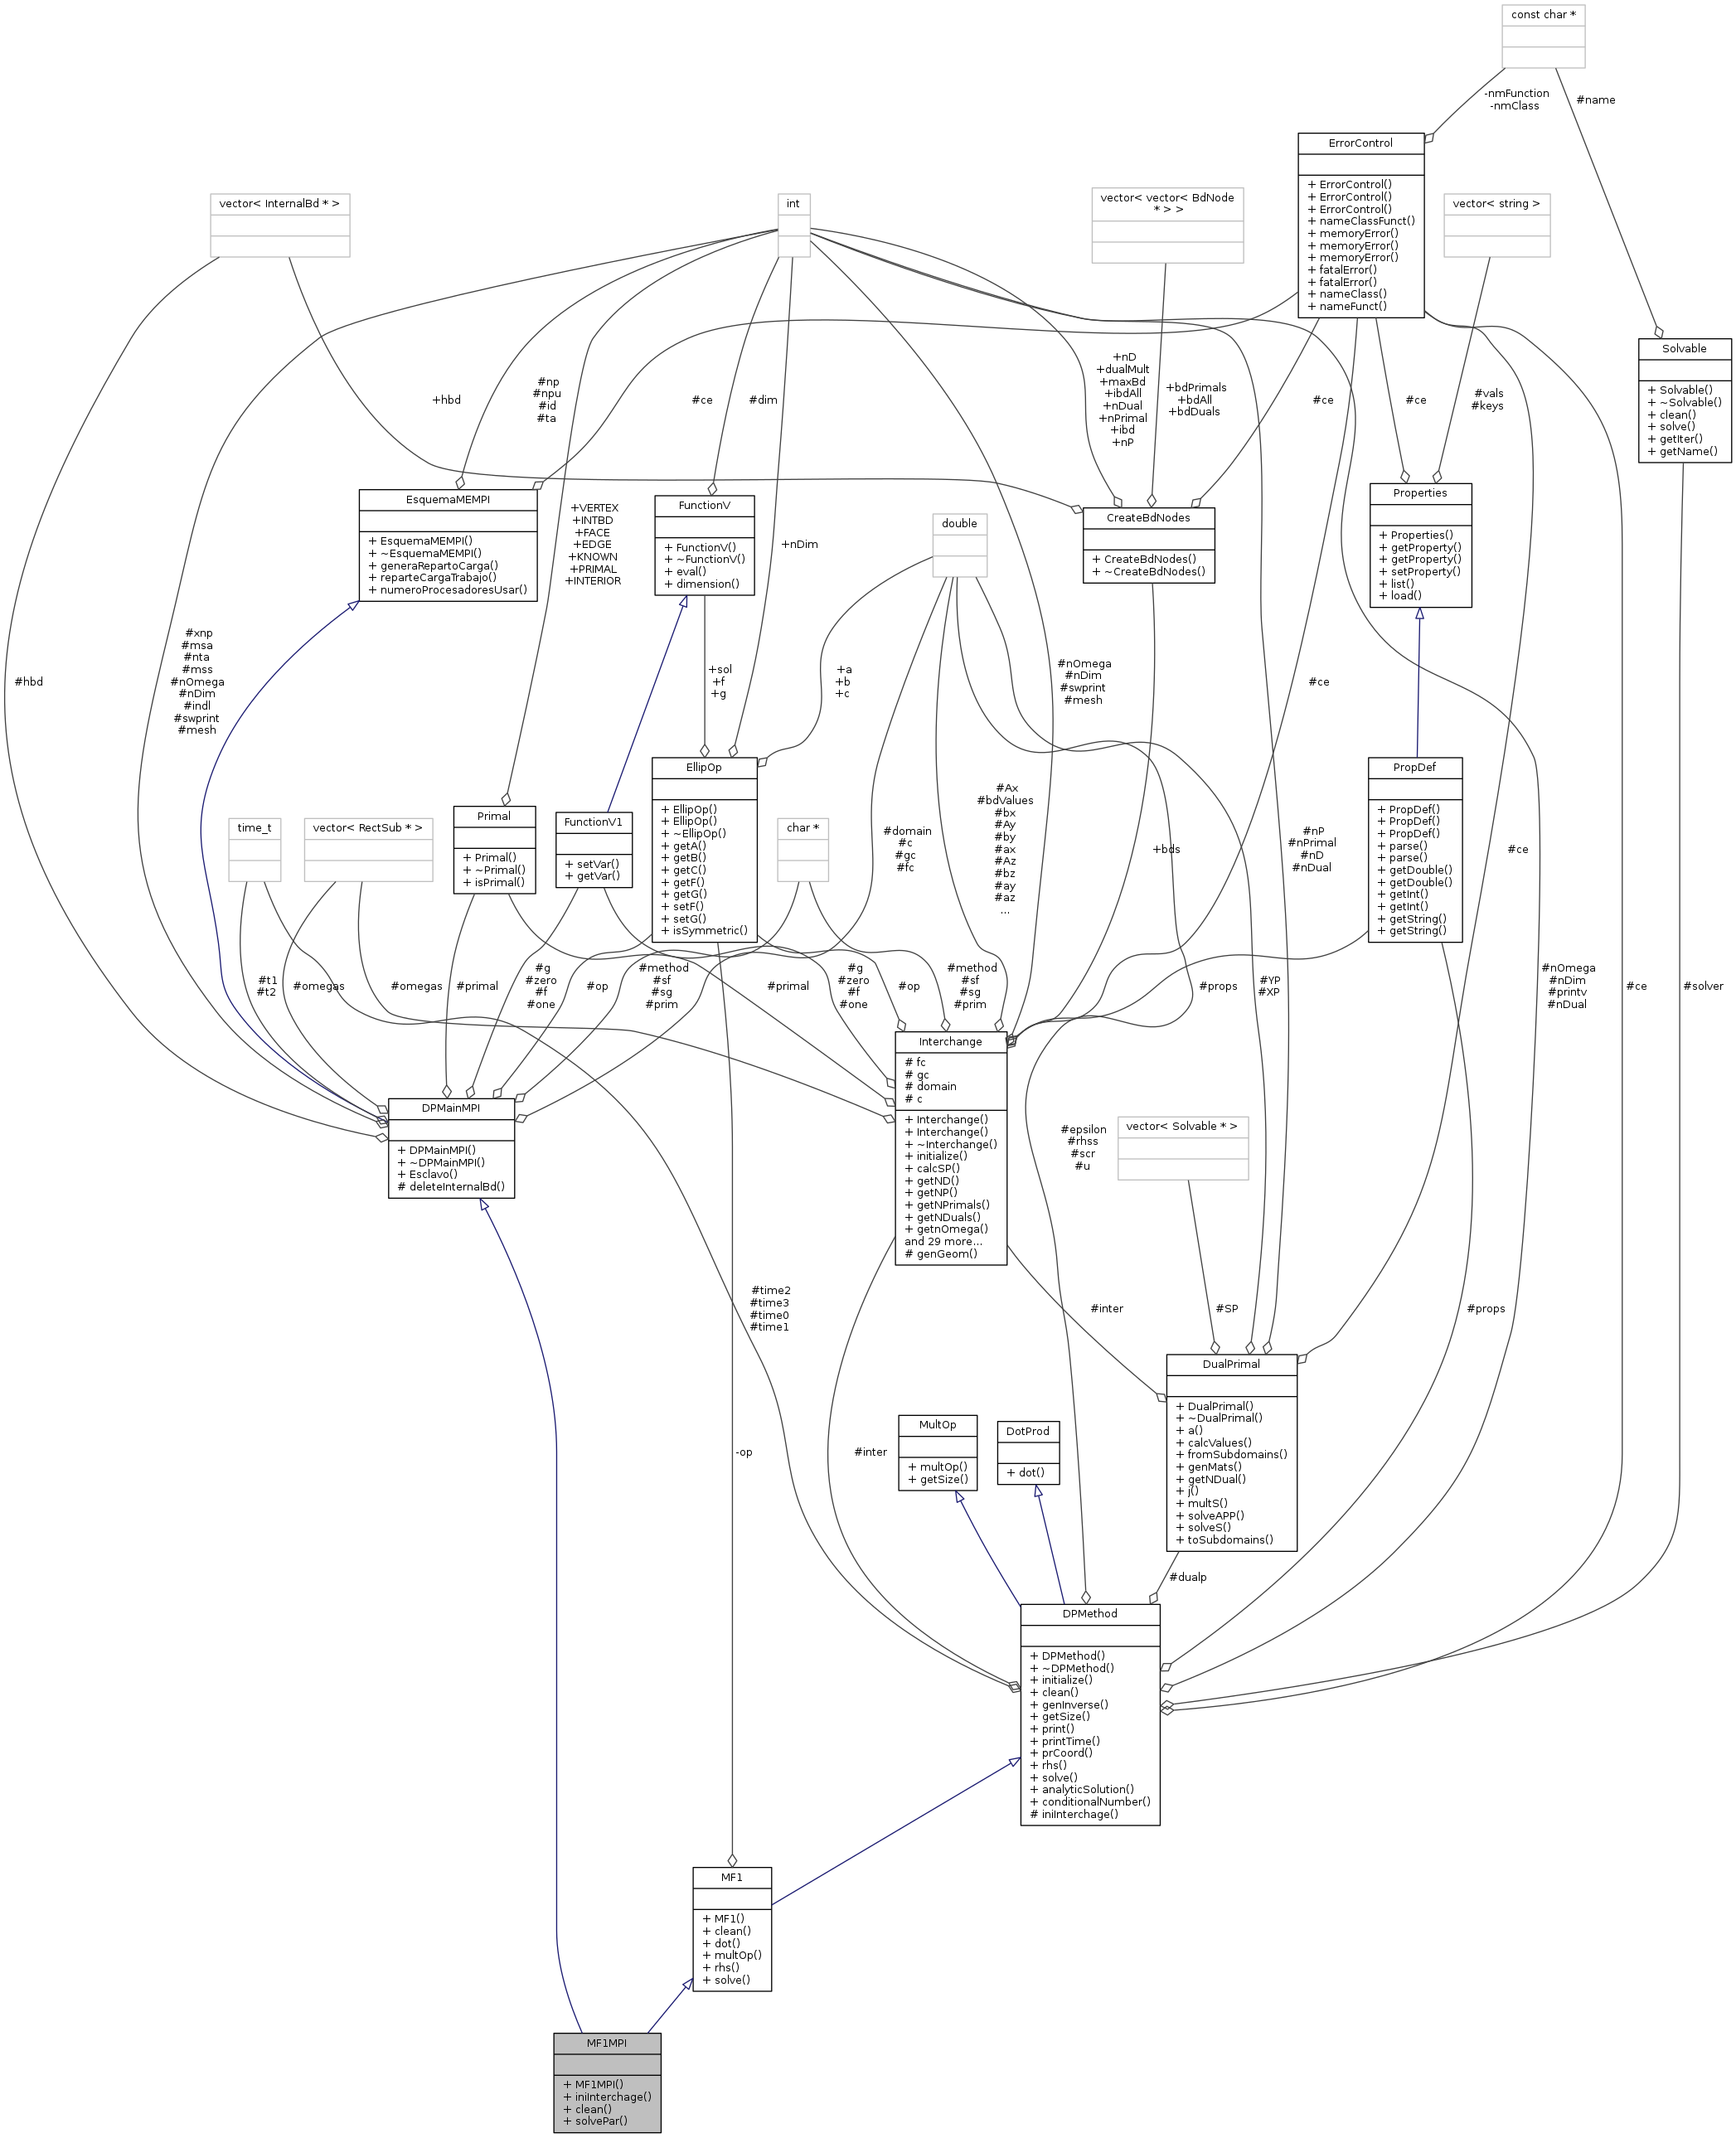 const char *
-nmFunction
-nmClass
#name
ErrorControl
+ ErrorControl()
+ ErrorControl()
+ ErrorControl()
+ nameClassFunct()
+ memoryError()
+ memoryError()
+ memoryError()
+ fatalError()
+ fatalError()
+ nameClass()
+ nameFunct()
vector< InternalBd * >
int
vector< vector< BdNode
* > >
vector< string >
Solvable
+ Solvable()
+ ~Solvable()
+ clean()
+ solve()
+ getIter()
+ getName()
+hbd
#np
#npu
#id
#ta
#ce
#dim
+nD
+dualMult
+maxBd
+ibdAll
+nDual
+nPrimal
+ibd
+nP
+bdPrimals
+bdAll
+bdDuals
#ce
#ce
#vals
#keys
EsquemaMEMPI
+ EsquemaMEMPI()
+ ~EsquemaMEMPI()
+ generaRepartoCarga()
+ reparteCargaTrabajo()
+ numeroProcesadoresUsar()
+VERTEX
+INTBD
+FACE
+EDGE
+KNOWN
+PRIMAL
+INTERIOR
FunctionV
+ FunctionV()
+ ~FunctionV()
+ eval()
+ dimension()
+nDim
double
CreateBdNodes
+ CreateBdNodes()
+ ~CreateBdNodes()
Properties
+ Properties()
+ getProperty()
+ getProperty()
+ setProperty()
+ list()
+ load()
#hbd
#xnp
#msa
#nta
#mss
#nOmega
#nDim
#indl
#swprint
#mesh
+sol
+f
+g
+a
+b
+c
#nOmega
#nDim
#swprint
#mesh
#ce
time_t
vector< RectSub * >
Primal
+ Primal()
+ ~Primal()
+ isPrimal()
FunctionV1
+ setVar()
+ getVar()
EllipOp
+ EllipOp()
+ EllipOp()
+ ~EllipOp()
+ getA()
+ getB()
+ getC()
+ getF()
+ getG()
+ setF()
+ setG()
+ isSymmetric()
char *
#domain
#c
#gc
#fc
#Ax
#bdValues
#bx
#Ay
#by
#ax
#Az
#bz
#ay
#az
...
+bds
#nP
#nPrimal
#nD
#nDual
PropDef
+ PropDef()
+ PropDef()
+ PropDef()
+ parse()
+ parse()
+ getDouble()
+ getDouble()
+ getInt()
+ getInt()
+ getString()
+ getString()
#ce
#t1
#t2
#omegas
#omegas
#primal
#g
#zero
#f
#one
#op
#method
#sf
#sg
#prim
#primal
#g
#zero
#f
#one
#op
#method
#sf
#sg
#prim
#props
#YP
#XP
#nOmega
#nDim
#printv
#nDual
#ce
#solver
Interchange
# fc
# gc
# domain
# c
+ Interchange()
+ Interchange()
+ ~Interchange()
+ initialize()
+ calcSP()
+ getND()
+ getNP()
+ getNPrimals()
+ getNDuals()
+ getnOmega()
and 29 more...
# genGeom()
DPMainMPI
+ DPMainMPI()
+ ~DPMainMPI()
+ Esclavo()
# deleteInternalBd()
#epsilon
#rhss
#scr
#u
vector< Solvable * >
#time2
#time3
#time0
#time1
#inter
#SP
#props
DualPrimal
+ DualPrimal()
+ ~DualPrimal()
+ a()
+ calcValues()
+ fromSubdomains()
+ genMats()
+ getNDual()
+ j()
+ multS()
+ solveAPP()
+ solveS()
+ toSubdomains()
-op
#inter
MultOp
+ multOp()
+ getSize()
DotProd
+ dot()
#dualp
DPMethod
+ DPMethod()
+ ~DPMethod()
+ initialize()
+ clean()
+ genInverse()
+ getSize()
+ print()
+ printTime()
+ prCoord()
+ rhs()
+ solve()
+ analyticSolution()
+ conditionalNumber()
# iniInterchage()
MF1
+ MF1()
+ clean()
+ dot()
+ multOp()
+ rhs()
+ solve()
MF1MPI
+ MF1MPI()
+ iniInterchage()
+ clean()
+ solvePar()